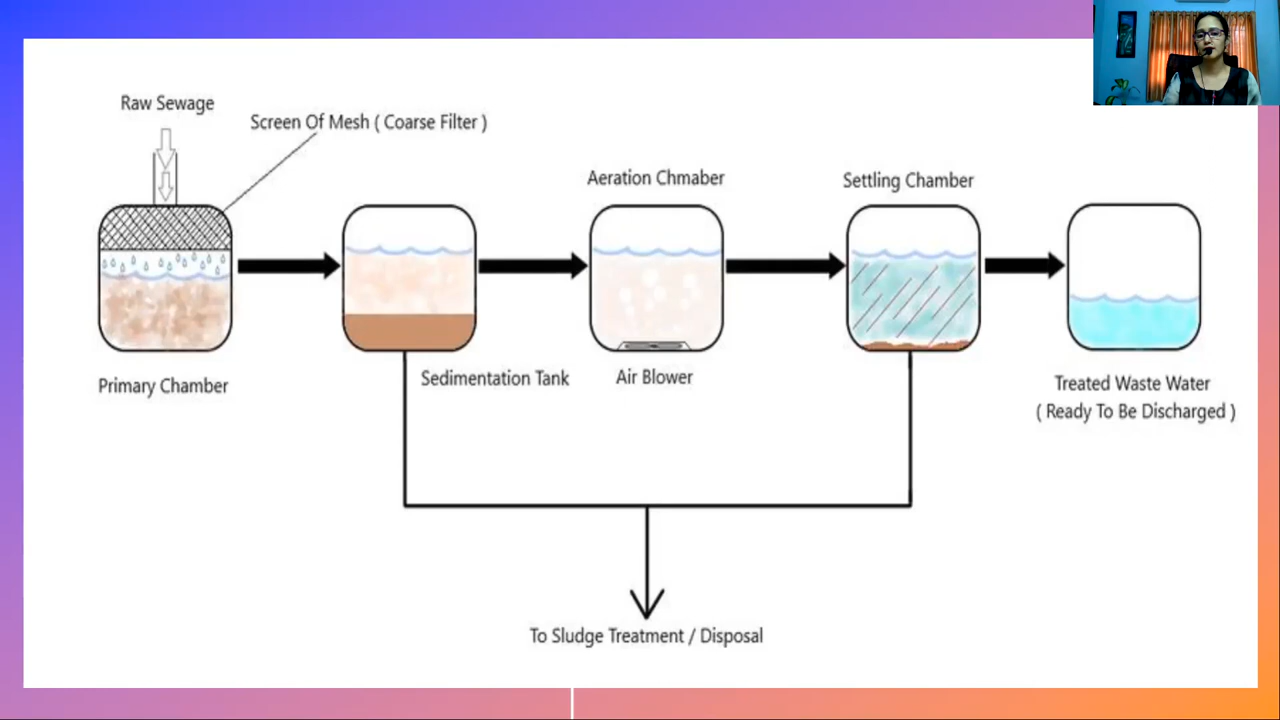 Raw Sewage
Screen Of Mesh ( Coarse Filter )
Aeration Chmaber
Settling Chamber
Primary Chamber
Sedimentation Tank
Air Blower
Treated Waste Water
( Ready To Be Discharged )
To Sludge Treatment / Disposal